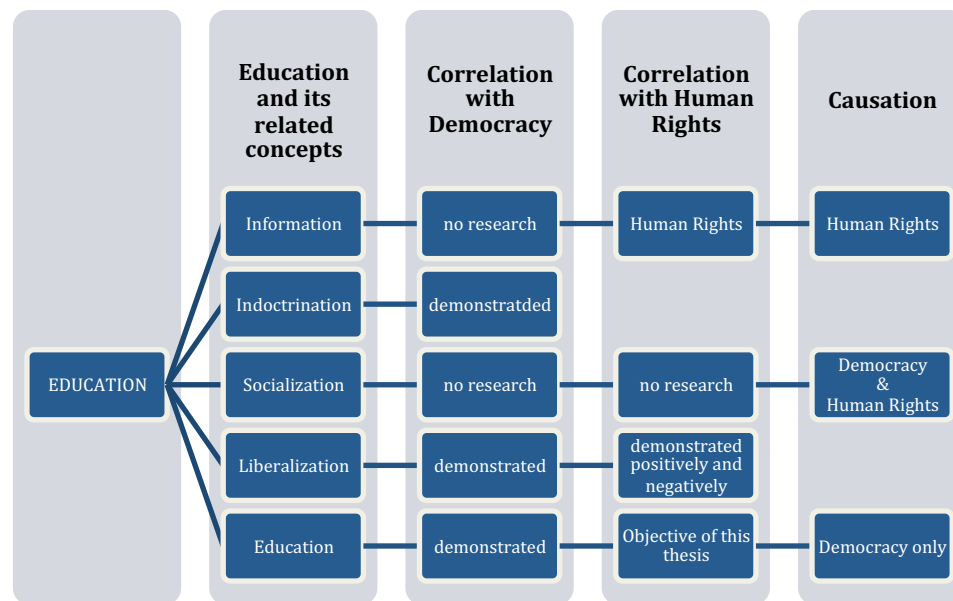 Education
and its
related
concepts
Correlation
with
Democracy
Correlation
with Human
Rights
Causation
EDUCATION
Information
no research
Human Rights
Human Rights
Indoctrination
demonstratded
Socialization
no research
no research
Democracy
&
Human Rights
Liberalization
demonstrated
demonstrated
positively and
negatively
Education
demonstrated
Objective of this
thesis
Democracy only